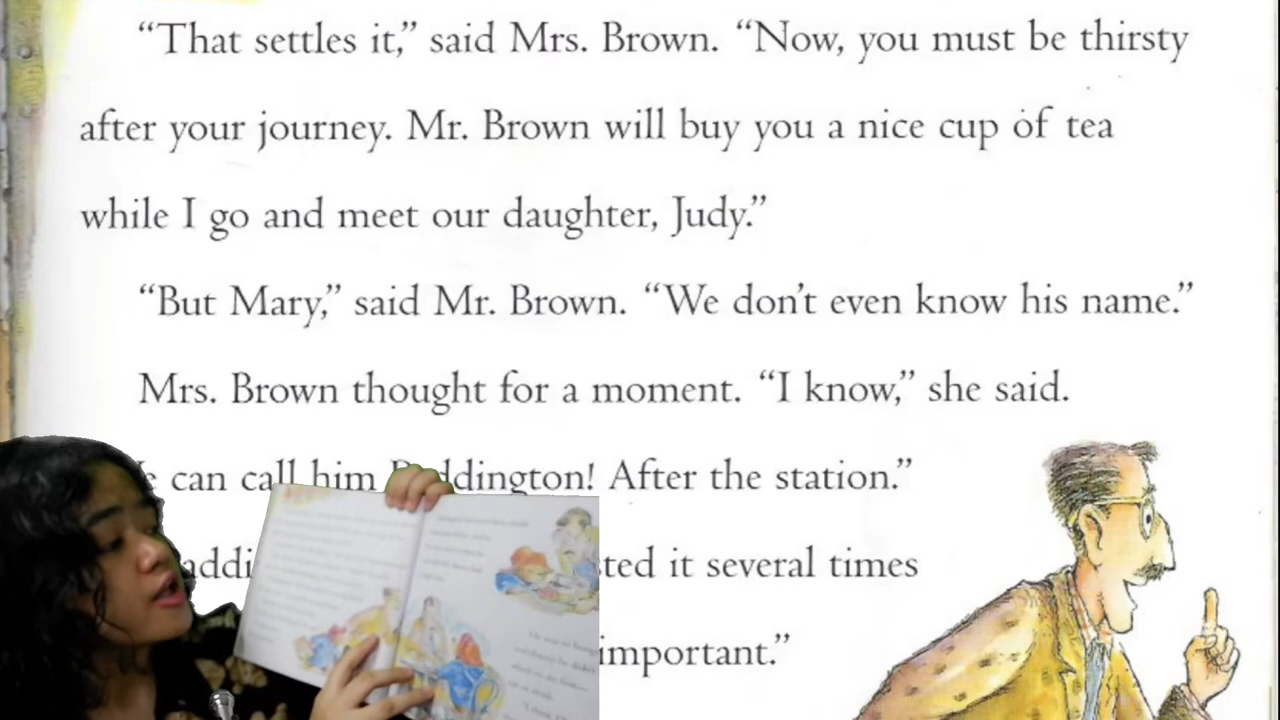 “That settles it,” said Mrs. Brown. “Now, you must be thirsty
after your journey. Mr. Brown will buy you a nice cup of tea
while I go and meet our daughter, Judy.”
“But Mary,” said Mr. Brown. “We don’t even know his name.”
Mrs. Brown thought for a moment. “I know,” she said.
can call him Paddington! After the station.”
it several times
important.”